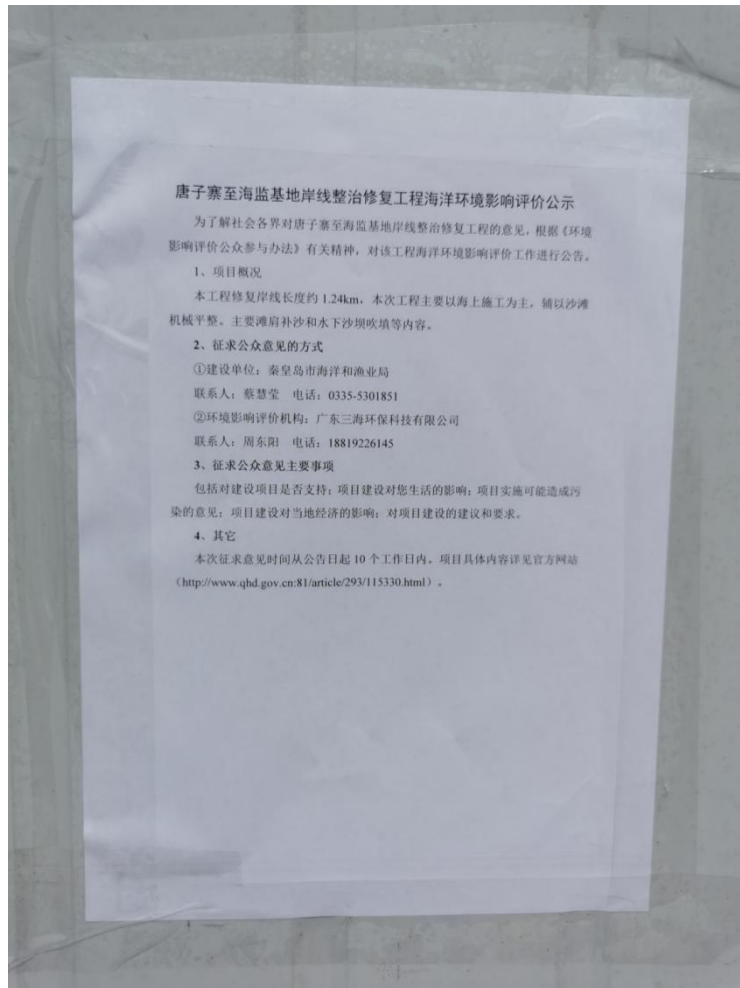 唐子寨至海监基地岸线整治修复工程海洋环境影响评价公示
为了解社会各界对唐子寨至海监基地岸线整治修复工程的意见，根据《环境
影响评价公众参与办法》有关精神，对该工程海洋环境影响评价工作进行公告。
1、项目概况
本工程修复岸线长度约 1.24km，本次工程主要以海上施工为主，辅以沙滩
机械平整。主要滩肩补沙和水下沙坝吹填等内容。
2、征求公众意见的方式
①建设单位：秦皇岛市海洋和渔业局
联系人：蔡慧莹 电话：0335-5301851
②环境影响评价机构：广东三海环保科技有限公司
联系人：周东阳 电话：18819226145
3、征求公众意见主要事项
包括对建设项目是否支持；项目建设对您生活的影响；项目实施可能造成污
染的意见；项目建设对当地经济的影响；对项目建设的建议和要求。
4、其它
本次征求意见时间从公告日起 10 个工作日内。项目具体内容详见官方网站
（http://www.qhd.gov.cn:81/article/293/115330.html）。